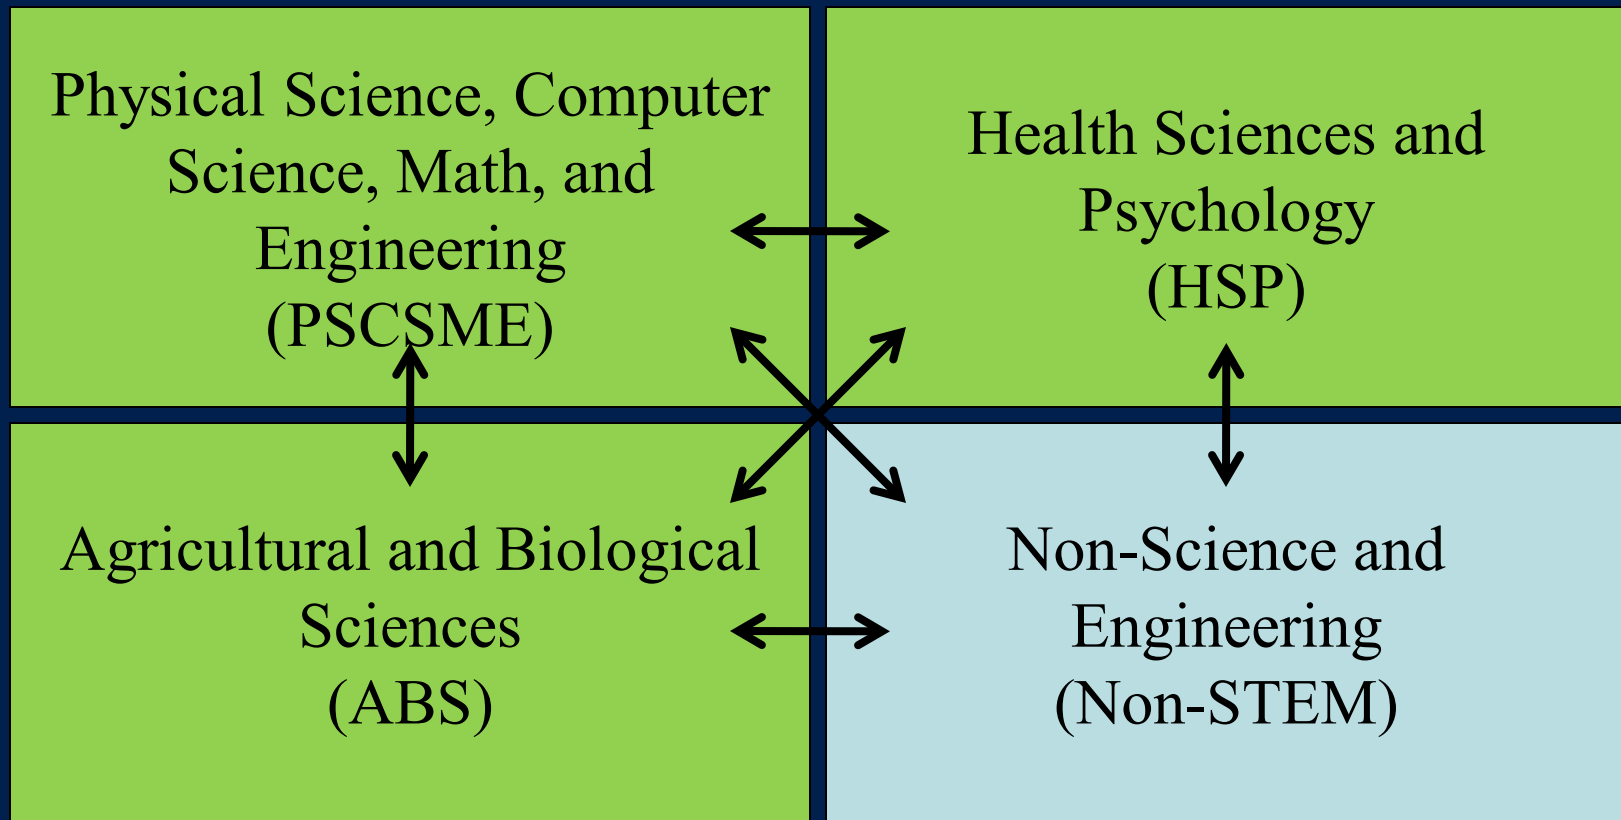 Physical Science, Computer
Science, Math, and
Engineering
(PSCSME)
Health Sciences and
Psychology
(HSP)
Agricultural and Biological
Sciences
(ABS)
Non-Science and
Engineering
(Non-STEM)